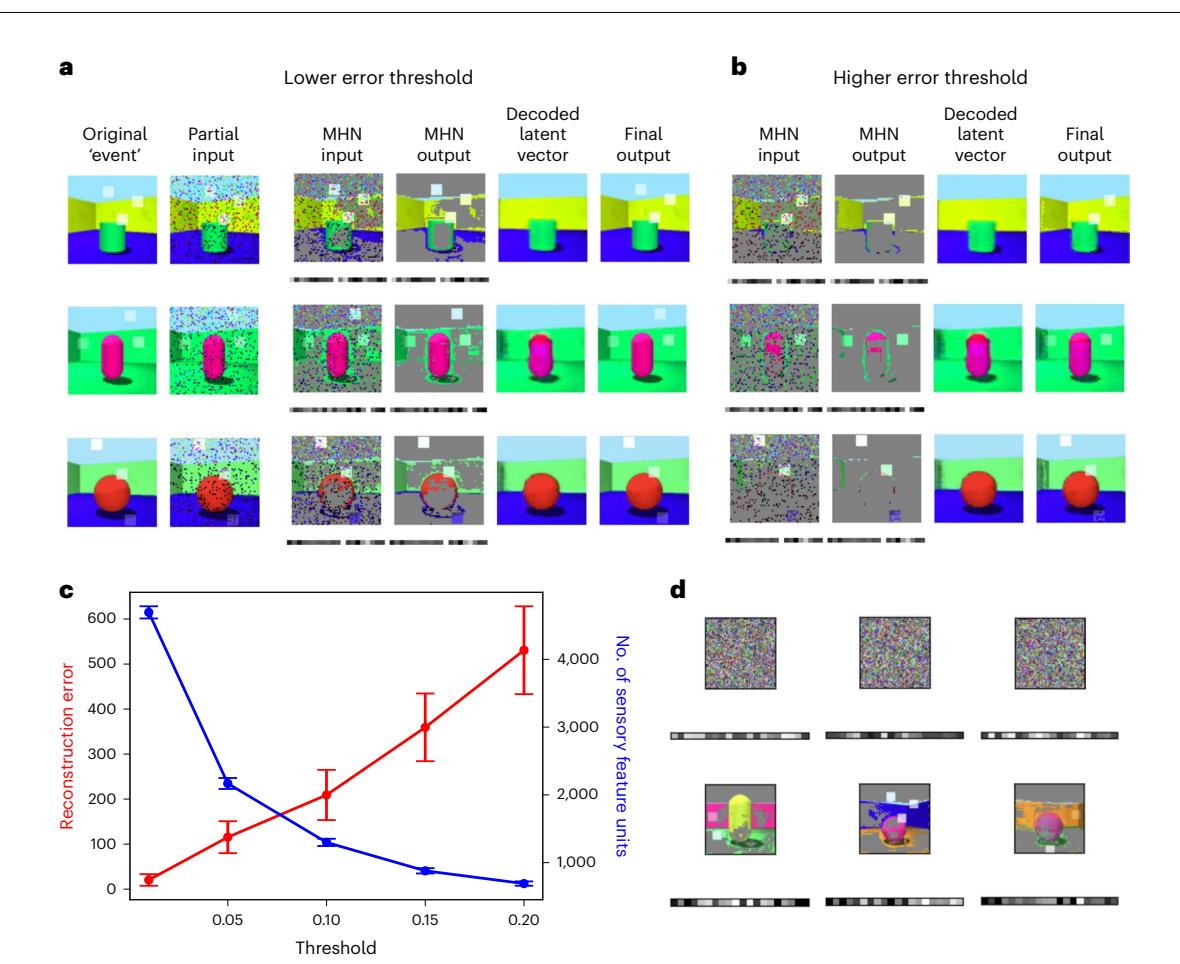 a
Lower error threshold
Original
‘event’
Partial
input
MHN
input
MHN
output
Decoded
latent
vector
Final
output
b
Higher error threshold
MHN
input
MHN
output
Decoded
latent
vector
Final
output
c
600
500
400
300
200
100
0
Reconstruction error
4,000
3,000
2,000
1,000
No. of sensory feature units
0.05
0.10
0.15
0.20
Threshold
d